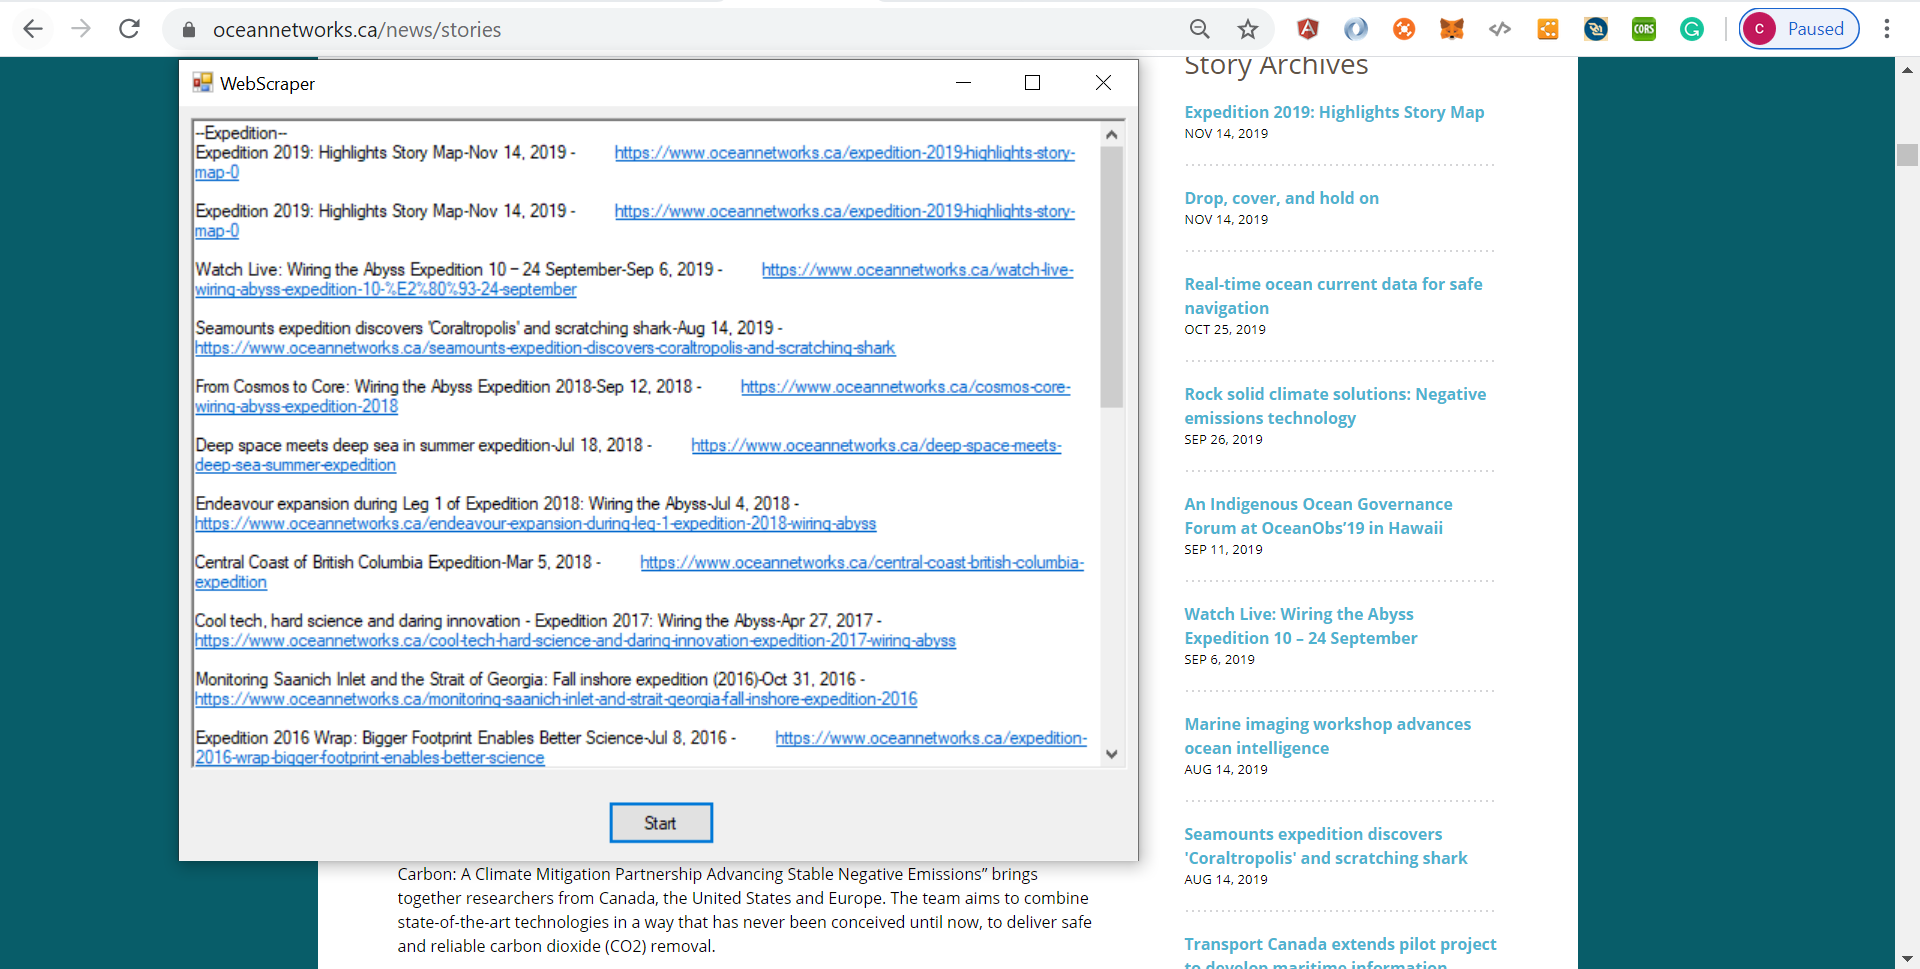 oceannetworks.ca/news/stories
CORS
C
Paused
WebScraper
--Expedition--
Expedition 2019: Highlights Story Map-Nov 14, 2019 - https://www.oceannetworks.ca/expedition-2019-highlights-story-
map-0
Expedition 2019: Highlights Story Map-Nov 14, 2019 - https://www.oceannetworks.ca/expedition-2019-highlights-story-
map-0
Watch Live: Wiring the Abyss Expedition 10 – 24 September-Sep 6, 2019 - https://www.oceannetworks.ca/watch-live-
wiring-abyss-expedition-10-%E2%80%93-24-september
Seamounts expedition discovers 'Coraltropolis' and scratching shark-Aug 14, 2019 -
https://www.oceannetworks.ca/seamounts-expedition-discovers-coraltropolis-and-scratching-shark
From Cosmos to Core: Wiring the Abyss Expedition 2018-Sep 12, 2018 - https://www.oceannetworks.ca/cosmos-core-
wiring-abyss-expedition-2018
Deep space meets deep sea in summer expedition-Jul 18, 2018 - https://www.oceannetworks.ca/deep-space-meets-
deep-sea-summer-expedition
Endeavour expansion during Leg 1 of Expedition 2018: Wiring the Abyss-Jul 4, 2018 -
https://www.oceannetworks.ca/endeavour-expansion-during-leg-1-expedition-2018-wiring-abyss
Central Coast of British Columbia Expedition-Mar 5, 2018 - https://www.oceannetworks.ca/central-coast-british-columbia-
expedition
Cool tech, hard science and daring innovation - Expedition 2017: Wiring the Abyss-Apr 27, 2017 -
https://www.oceannetworks.ca/cool-tech-hard-science-and-daring-innovation-expedition-2017-wiring-abyss
Monitoring Saanich Inlet and the Strait of Georgia: Fall inshore expedition (2016)-Oct 31, 2016 -
https://www.oceannetworks.ca/monitoring-saanich-inlet-and-strait-georgia-fall-inshore-expedition-2016
Expedition 2016 Wrap: Bigger Footprint Enables Better Science-Jul 8, 2016 - https://www.oceannetworks.ca/expedition-
2016-wrap-bigger-footprint-enables-better-science
Start
Carbon: A Climate Mitigation Partnership Advancing Stable Negative Emissions” brings
together researchers from Canada, the United States and Europe. The team aims to combine
state-of-the-art technologies in a way that has never been conceived until now, to deliver safe
and reliable carbon dioxide (CO2) removal.
Story Archives
Expedition 2019: Highlights Story Map
NOV 14, 2019
Drop, cover, and hold on
NOV 14, 2019
Real-time ocean current data for safe
navigation
OCT 25, 2019
Rock solid climate solutions: Negative
emissions technology
SEP 26, 2019
An Indigenous Ocean Governance
Forum at OceanObs’19 in Hawaii
SEP 11, 2019
Watch Live: Wiring the Abyss
Expedition 10 – 24 September
SEP 6, 2019
Marine imaging workshop advances
ocean intelligence
AUG 14, 2019
Seamounts expedition discovers
'Coraltropolis' and scratching shark
AUG 14, 2019
Transport Canada extends pilot project
to develop maritime information